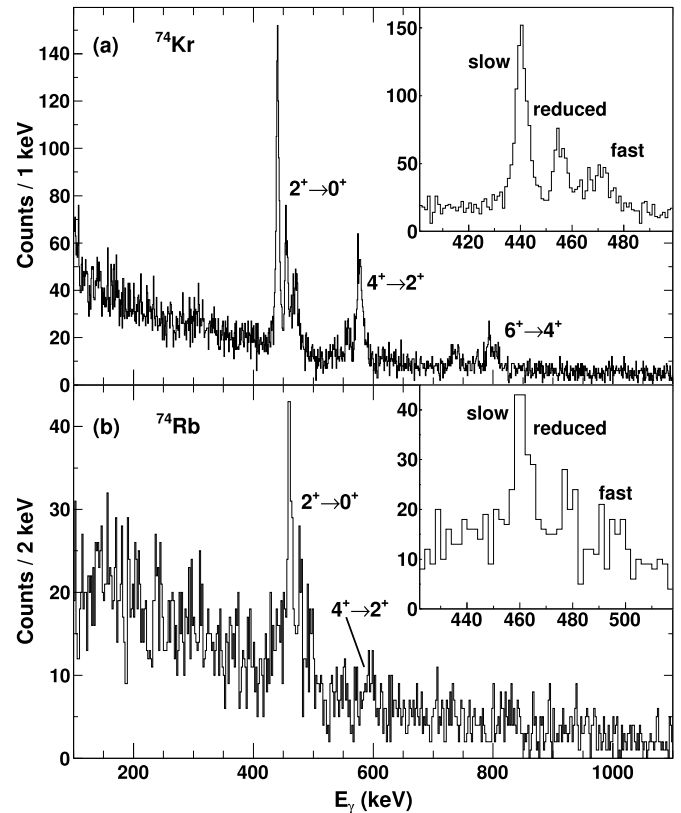 (a) ⁷⁴Kr
Counts / 1 keV
140
120
100
80
60
40
20
0
2⁺→0⁺
4⁺→2⁺
6⁺→4⁺
150
100
50
0
slow
reduced
fast
420 440 460 480
(b) ⁷⁴Rb
Counts / 2 keV
40
30
20
10
0
2⁺→0⁺
4⁺→2⁺
40
30
20
10
0
slow
reduced
fast
440 460 480 500
200 400 600 800 1000
Eγ (keV)